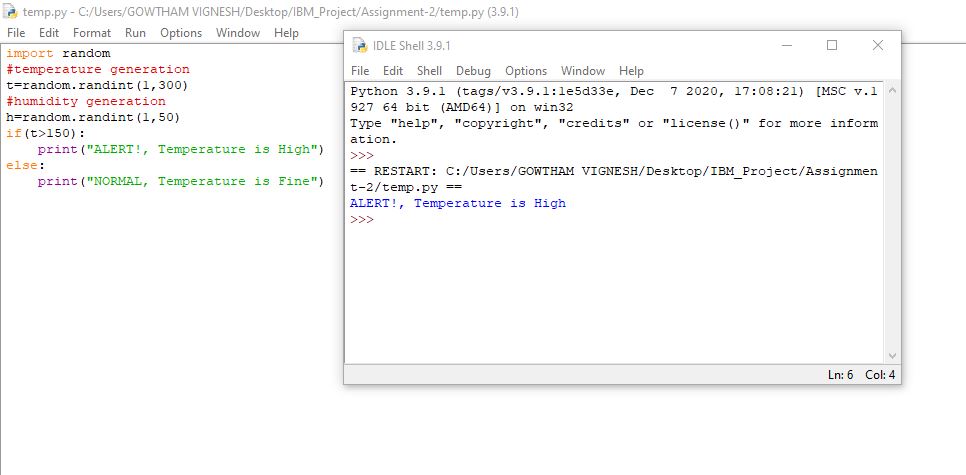 temp.py - C:/Users/GOWTHAM VIGNESH/Desktop/IBM_Project/Assignment-2/temp.py (3.9.1)
File Edit Format Run Options Window Help
import random
#temperature generation
t=random.randint(1,300)
#humidity generation
h=random.randint(1,50)
if(t>150):
    print("ALERT!, Temperature is High")
else:
    print("NORMAL, Temperature is Fine")
IDLE Shell 3.9.1
File Edit Shell Debug Options Window Help
Python 3.9.1 (tags/v3.9.1:1e5d33e, Dec  7 2020, 17:08:21) [MSC v.1
927 64 bit (AMD64)] on win32
Type "help", "copyright", "credits" or "license()" for more inform
ation.
>>>
== RESTART: C:/Users/GOWTHAM VIGNESH/Desktop/IBM_Project/Assignmen
t-2/temp.py ==
ALERT!, Temperature is High
>>>
Ln: 6 Col: 4